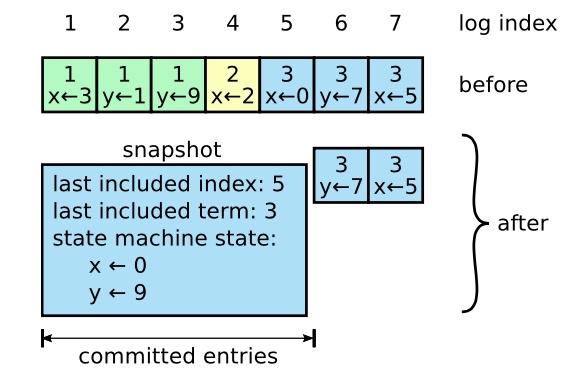 1 2 3 4 5 6 7 log index
1 1 1 2 3 3 3
x←3 y←1 y←9 x←2 x←0 y←7 x←5 before
snapshot
3 3
y←7 x←5
last included index: 5
last included term: 3
state machine state:
x ← 0
y ← 9
after
committed entries